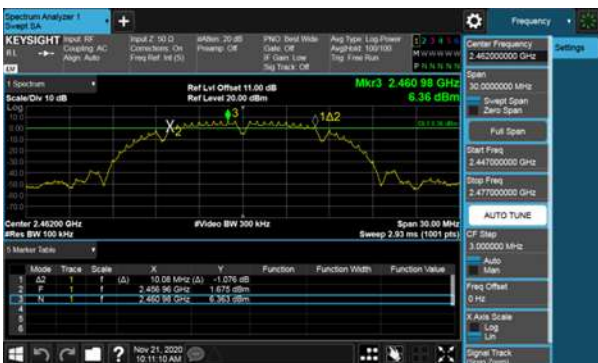 Spectrum Analyzer 1
Swept SA
+
Frequency
KEYSIGHT Input: RF Input Z: 50 Ω #Atten: 20 dB PNO: Best Wide Avg Type: Log-Power 1 2 3 4 5 6
RL Coupling: AC Corrections: On Preamp: Off Gate: Off Avg|Hold: 100/100 M W W W W W
Align: Auto Freq Ref: Int (S) IF Gain: Low Trig: Free Run
Sig Track: Off P N N N N N
1 Spectrum
Ref Lvl Offset 11.00 dB Mkr3 2.460 98 GHz
Scale/Div 10 dB Ref Level 20.00 dBm 6.36 dBm
Log
10.0
0.00
X2
3
1Δ2
Center 2.46200 GHz #Video BW 300 kHz Span 30.00 MHz
#Res BW 100 kHz Sweep 2.93 ms (1001 pts)
5 Marker Table
Mode Trace Scale X Y Function Function Width Function Value
1 Δ2 1 f (Δ) 10.08 MHz (Δ) -1.076 dB
2 F 1 f 2.456 96 GHz 1.675 dBm
3 N 1 f 2.460 98 GHz 6.363 dBm
4
5
6
Nov 21, 2020
10:11:10 AM
Center Frequency
2.462000000 GHz
Settings
Span
30.0000000 MHz
Swept Span
Zero Span
Full Span
Start Freq
2.447000000 GHz
Stop Freq
2.477000000 GHz
AUTO TUNE
CF Step
3.000000 MHz
Auto
Man
Freq Offset
0 Hz
X Axis Scale
Log
Lin
Signal Track